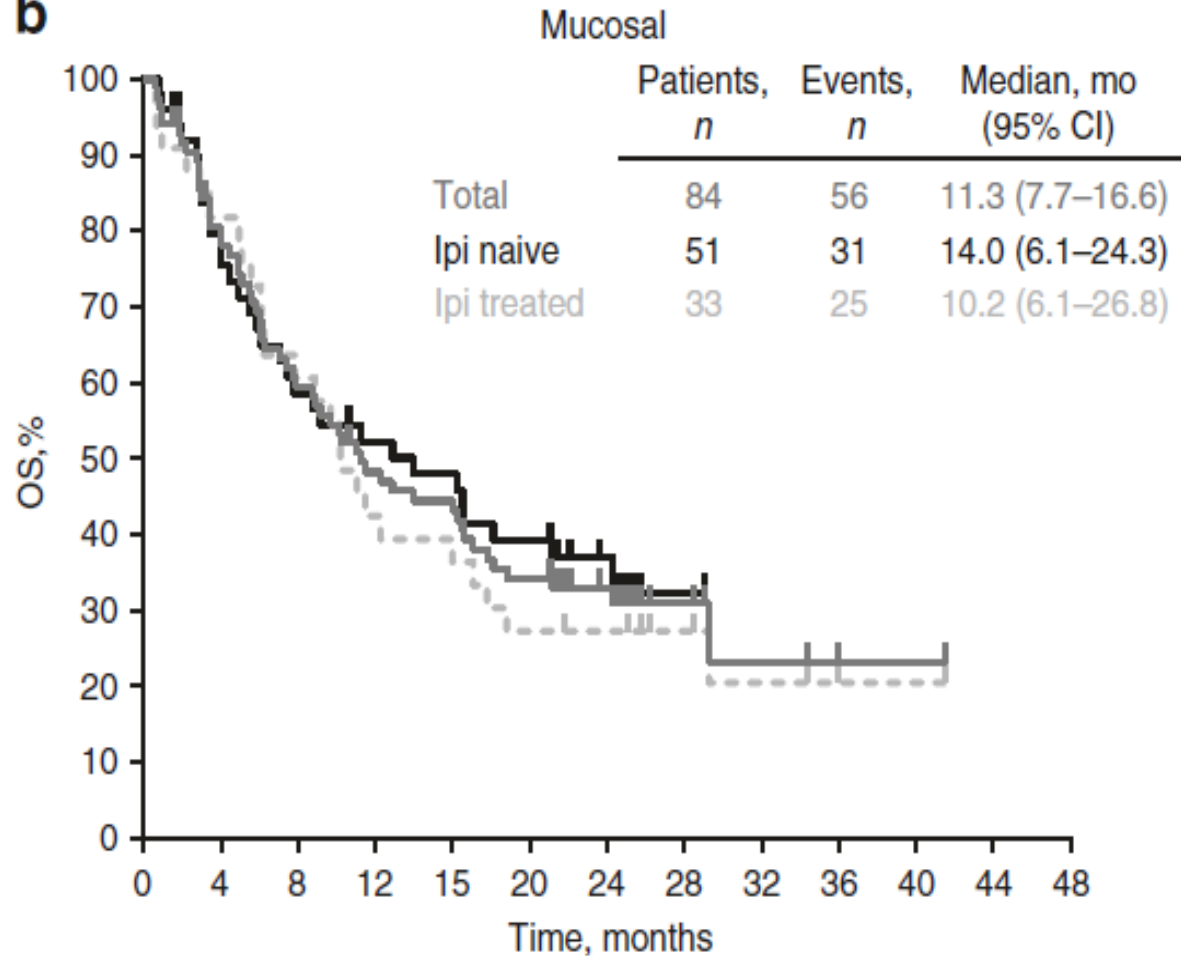 b
Mucosal
Patients, Events, Median, mo
n n (95% CI)
Total 84 56 11.3 (7.7–16.6)
Ipi naive 51 31 14.0 (6.1–24.3)
Ipi treated 33 25 10.2 (6.1–26.8)
OS,%
100
90
80
70
60
50
40
30
20
10
0
0 4 8 12 15 20 24 28 32 36 40 44 48
Time, months